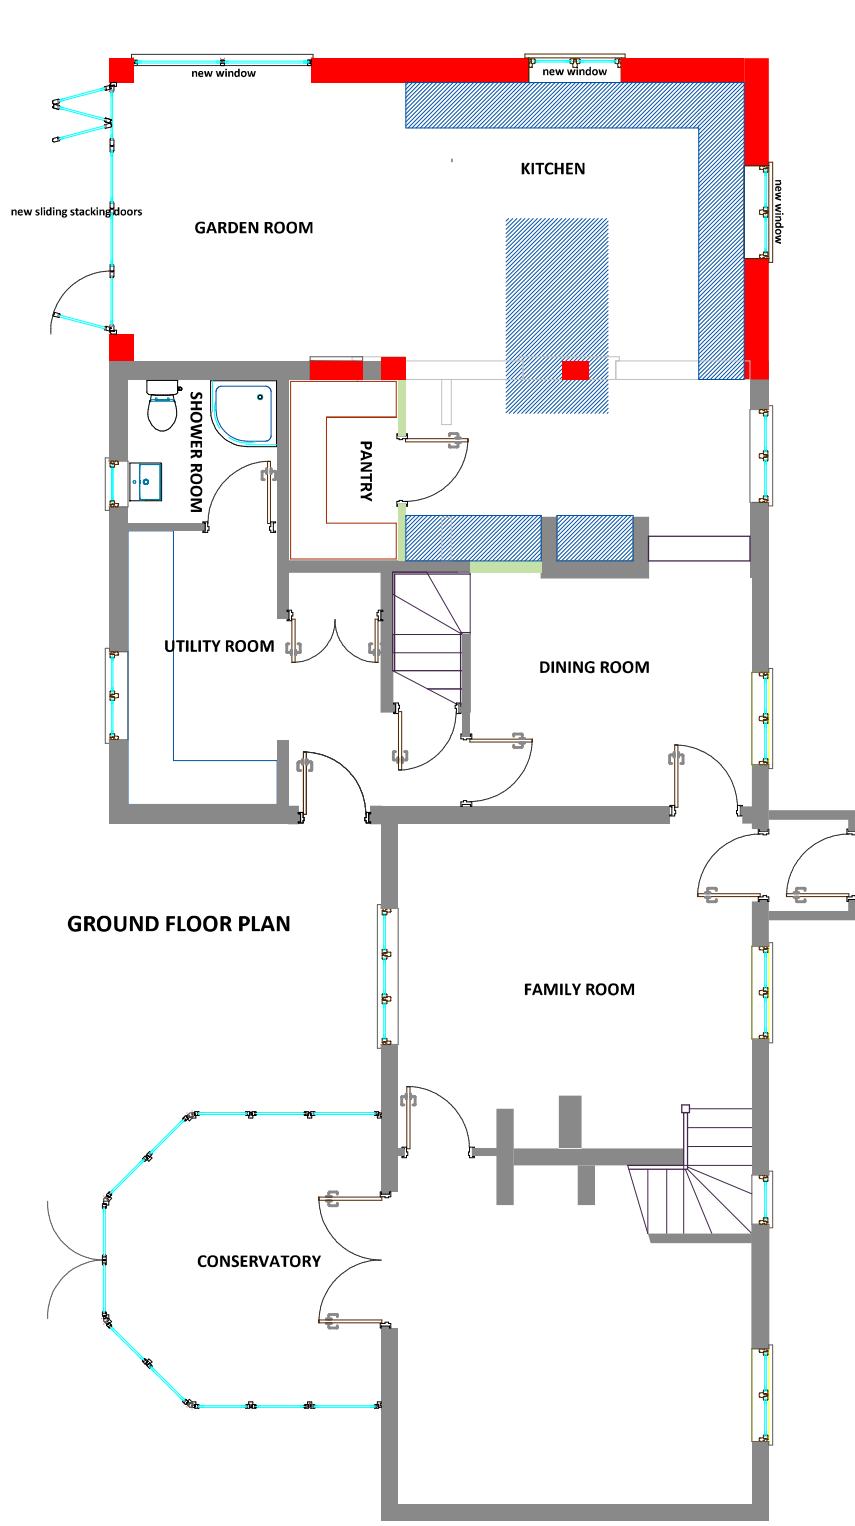 new window
new window
KITCHEN
new window
new sliding stacking doors
GARDEN ROOM
SHOWER ROOM
PANTRY
UTILITY ROOM
DINING ROOM
GROUND FLOOR PLAN
FAMILY ROOM
CONSERVATORY